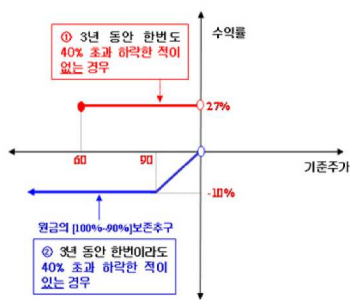 ① 3년 동안 한번도
40% 초과 하락한 적이
없는 경우
수익률
27%
60
90
기준주가
-10%
원금의 [100%-90%]보존추구
② 3년 동안 한번이라도
40% 초과 하락한 적이
있는 경우